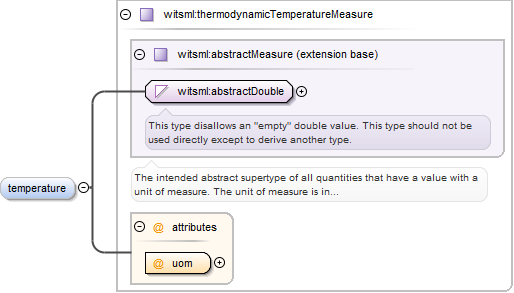 witsml:thermodynamicTemperatureMeasure
witsml:abstractMeasure (extension base)
witsml:abstractDouble
This type disallows an "empty" double value. This type should not be
used directly except to derive another type.
The intended abstract supertype of all quantities that have a value with a
unit of measure. The unit of measure is in...
temperature
@ attributes
@ uom